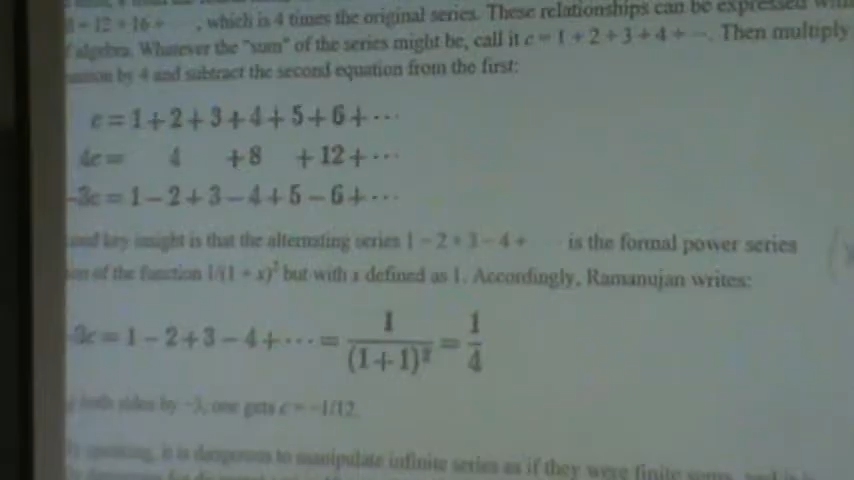 8 + 12 + 16 + ⋯, which is 4 times the original series. These relationships can be expressed
algebra. Whatever the "sum" of the series might be, call it c = 1 + 2 + 3 + 4 + ⋯. Then multiply
by 4 and subtract the second equation from the first:
c = 1 + 2 + 3 + 4 + 5 + 6 + ⋯
4c = 4 + 8 + 12 + ⋯
-3c = 1 − 2 + 3 − 4 + 5 − 6 + ⋯
key insight is that the alternating series 1 − 2 + 3 − 4 + is the formal power series
of the function 1/(1 + x)² but with x defined as 1. Accordingly, Ramanujan writes:
-3c = 1 − 2 + 3 − 4 + ⋯ = 1/(1+1)² = 1/4
both sides by −3, one gets c = −1/12.
speaking, it is dangerous to manipulate infinite series as if they were finite sums,